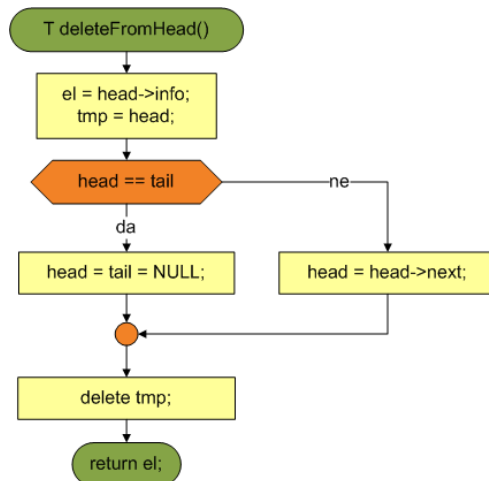 T deleteFromHead()
el = head->info;
tmp = head;
head == tail
ne
da
head = tail = NULL;
head = head->next;
delete tmp;
return el;